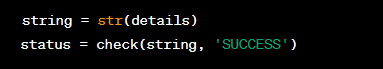 string = str(details)
status = check(string, 'SUCCESS')